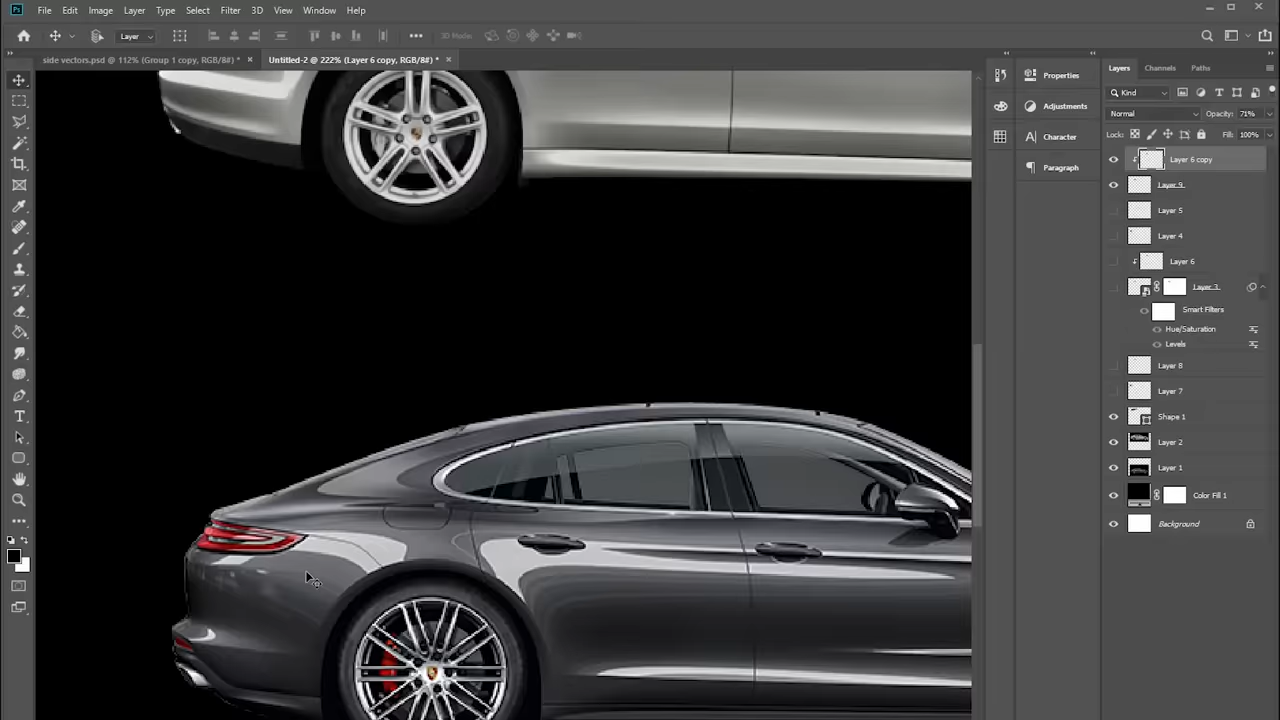 Ps File Edit Image Layer Type Select Filter 3D View Window Help
Layer 3D Mode:
side vectors.psd @ 112% (Group 1 copy, RGB/8#) * × Untitled-2 @ 222% (Layer 6 copy, RGB/8#) * ×
Properties
Adjustments
Character
Paragraph
Layers Channels Paths
Kind
Normal Opacity: 71%
Lock: Fill: 100%
Layer 6 copy
Layer 9
Layer 5
Layer 4
Layer 6
Layer 3
Smart Filters
Hue/Saturation
Levels
Layer 8
Layer 7
Shape 1
Layer 2
Layer 1
Color Fill 1
Background